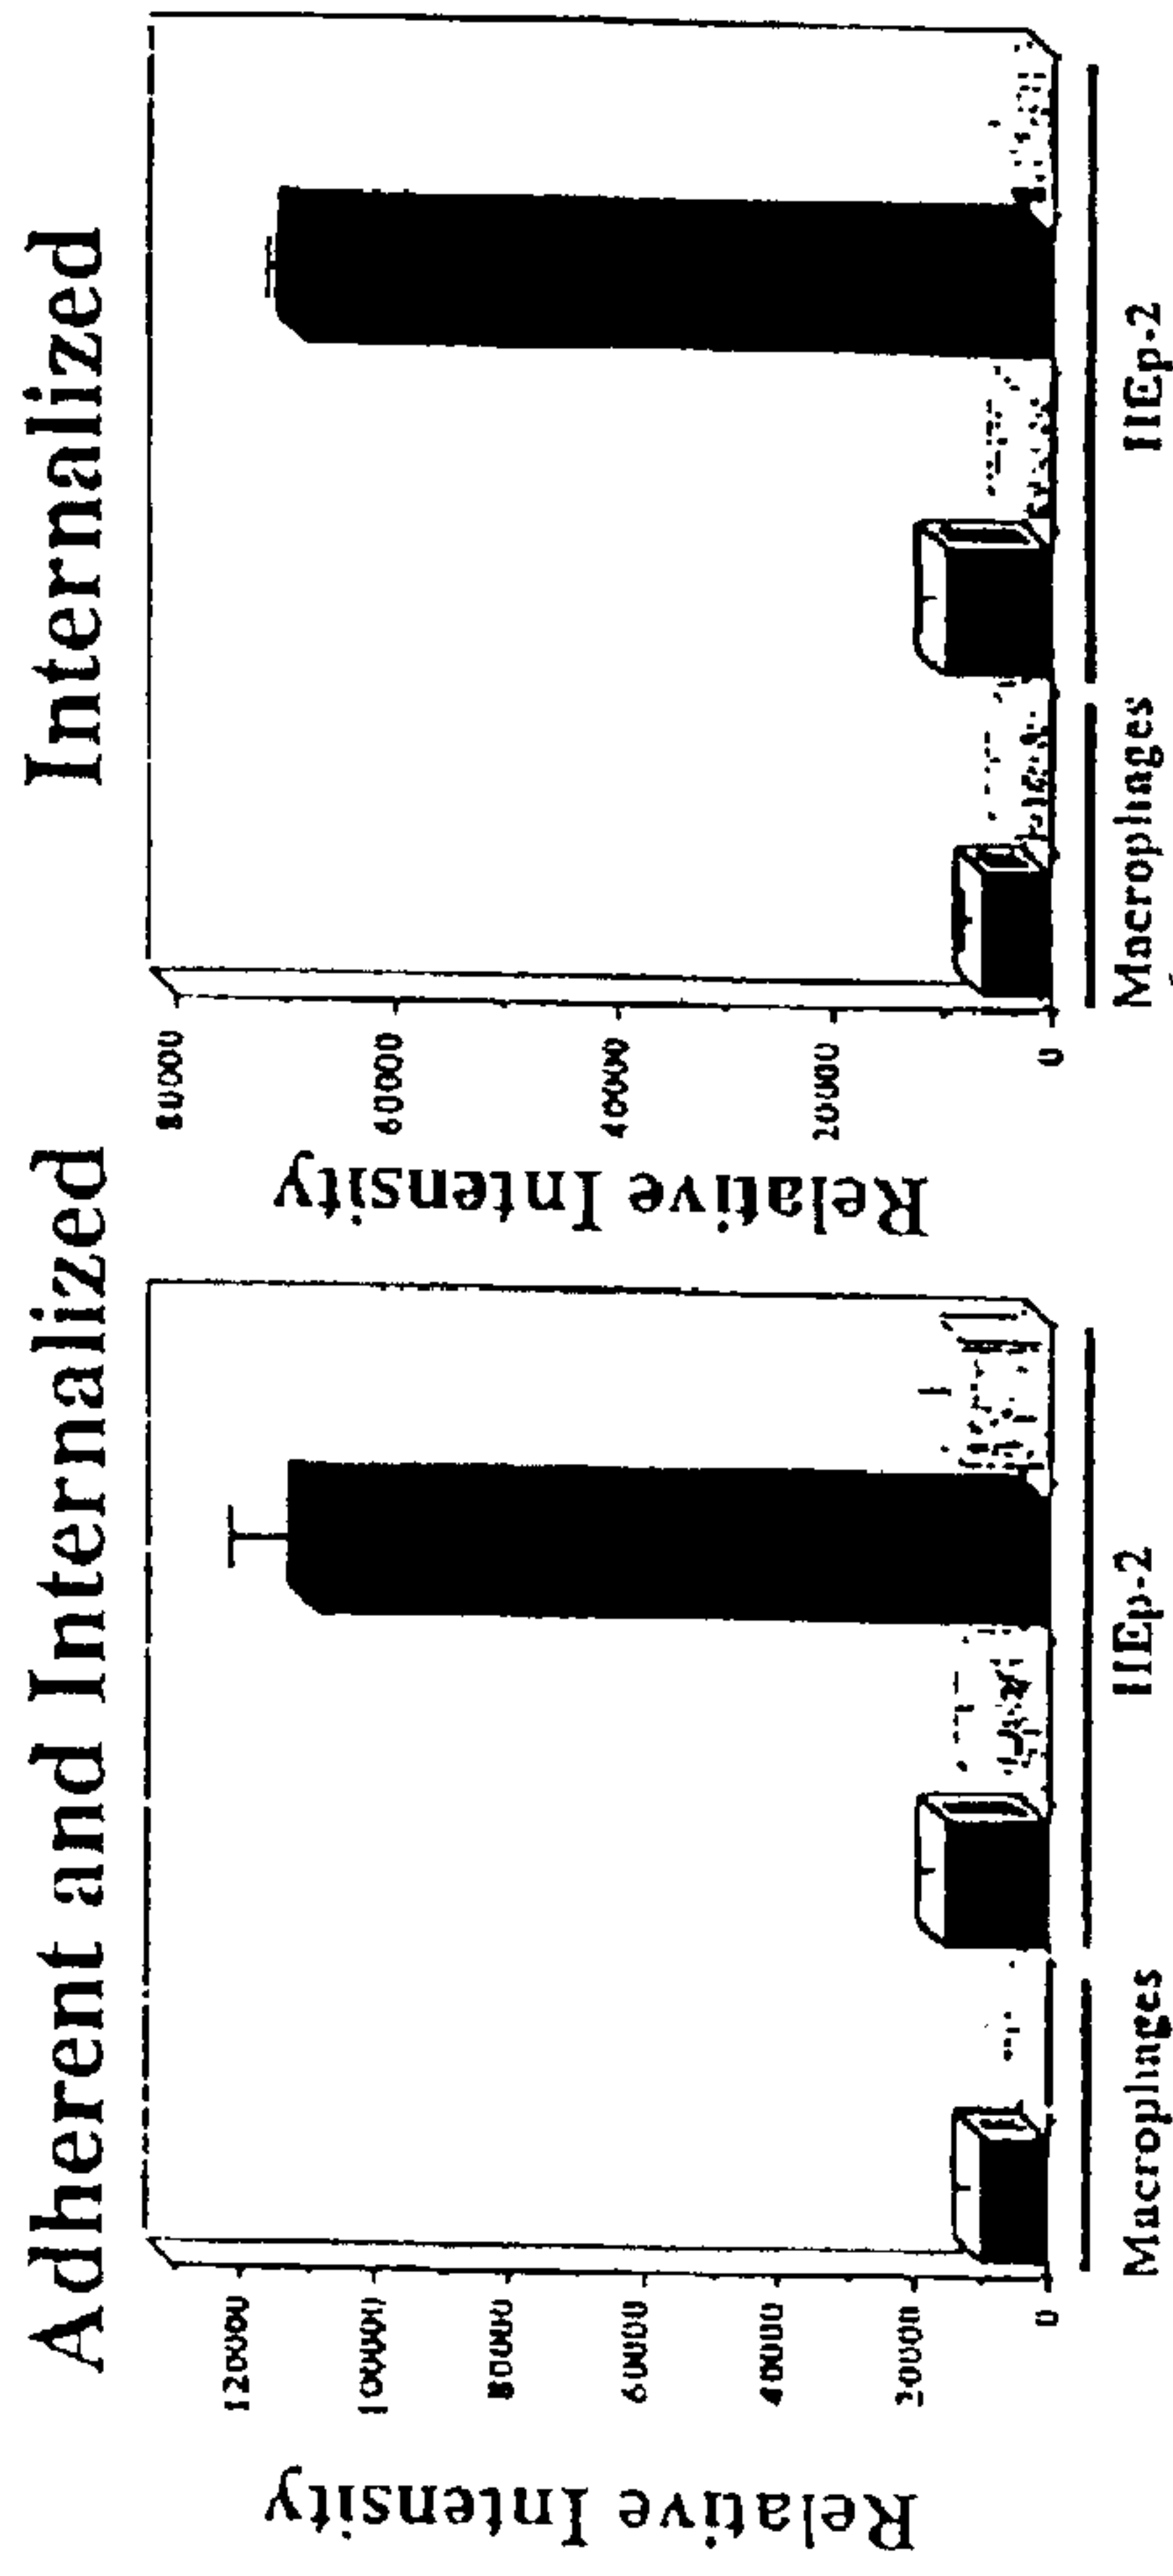 Adherent and Internalized
Relative Intensity
120000
100000
80000
60000
40000
20000
0
Macrophages
HEp-2
Internalized
Relative Intensity
80000
60000
40000
20000
0
Macrophages
HEp-2